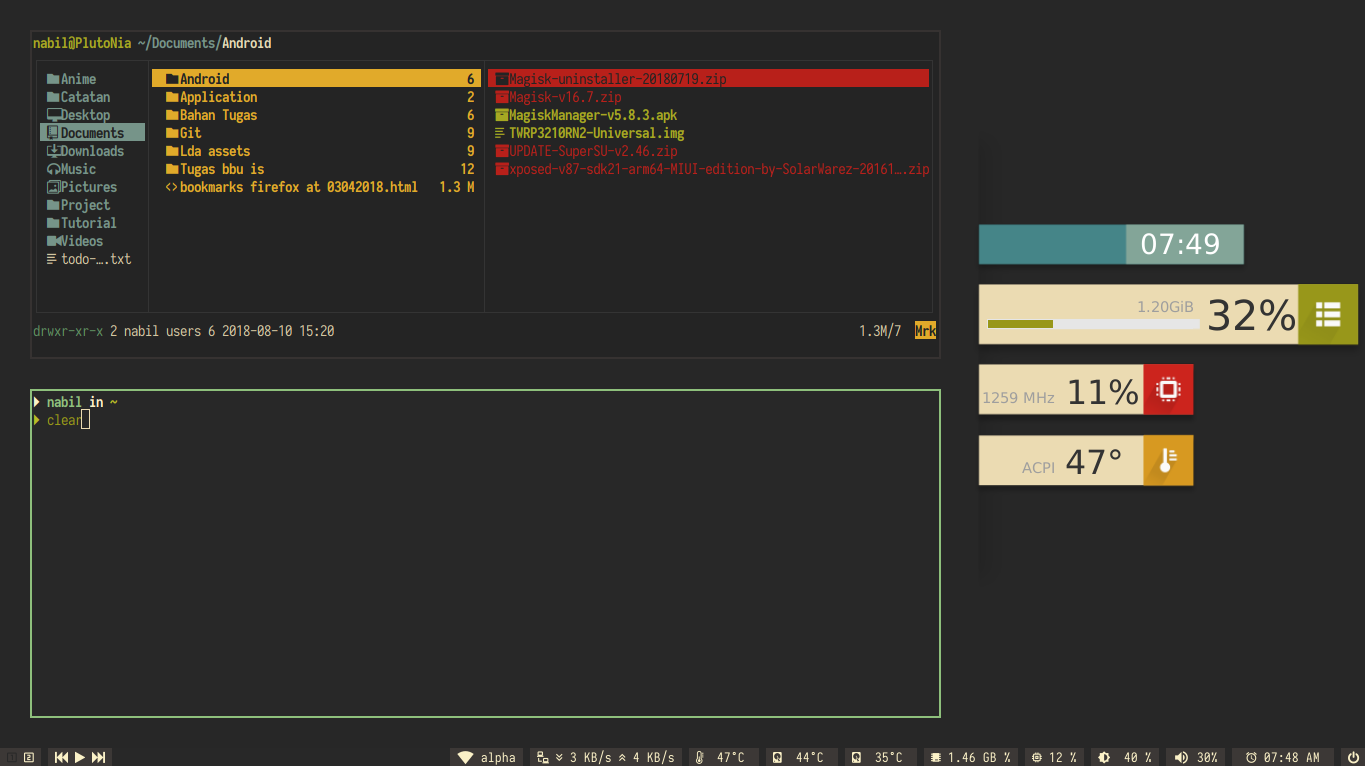 nabil@PlutoNia ~/Documents/Android
Anime
Catatan
Desktop
Documents
Downloads
Music
Pictures
Project
Tutorial
Videos
todo-….txt
Android 6
Application 2
Bahan Tugas 6
Git 9
Lda assets 9
Tugas bbu is 12
bookmarks firefox at 03042018.html 1.3 M
Magisk-uninstaller-20180719.zip
Magisk-v16.7.zip
MagiskManager-v5.8.3.apk
TWRP3210RN2-Universal.img
UPDATE-SuperSU-v2.46.zip
xposed-v87-sdk21-arm64-MIUI-edition-by-SolarWarez-20161….zip
drwxr-xr-x 2 nabil users 6 2018-08-10 15:20 1.3M/7 Mrk
nabil in ~
clear
07:49
1.20GiB 32%
1259 MHz 11%
ACPI 47°
2 alpha 3 KB/s 4 KB/s 47°C 44°C 35°C 1.46 GB % 12 % 40 % 30% 07:48 AM